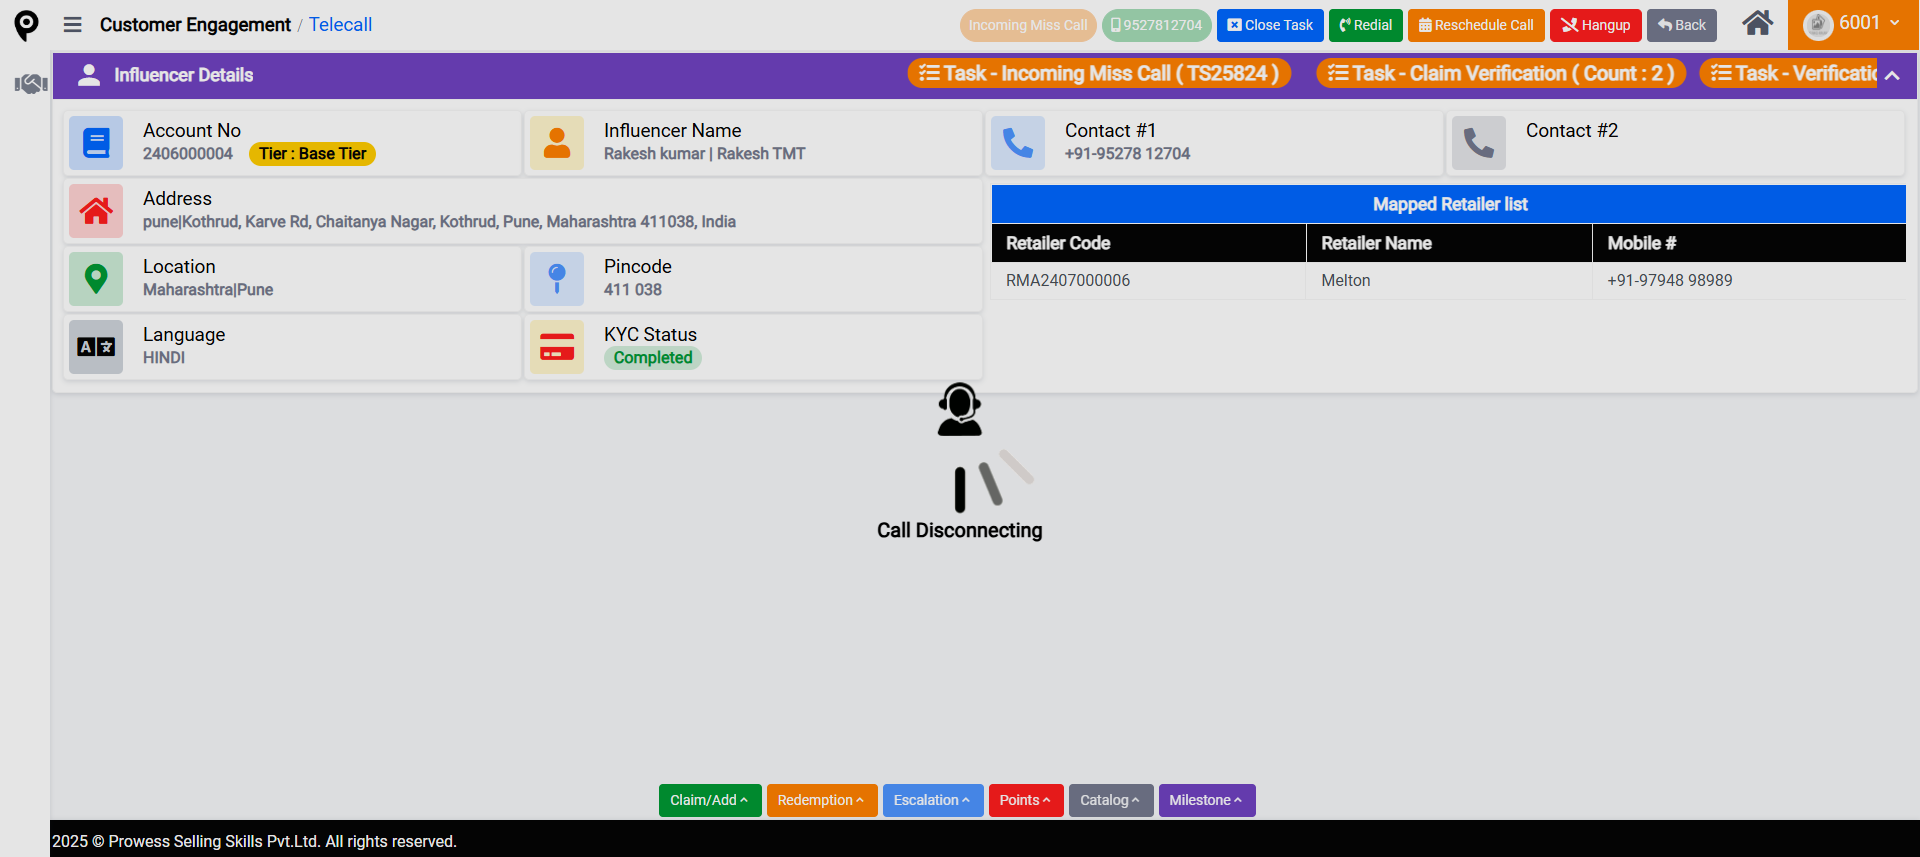 Customer Engagement / Telecall
Incoming Miss Call
9527812704
Close Task
Redial
Reschedule Call
Hangup
Back
6001
Influencer Details
Task - Incoming Miss Call ( TS25824 )
Task - Claim Verification ( Count : 2 )
Task - Verificatio
Account No
2406000004 Tier : Base Tier
Influencer Name
Rakesh kumar | Rakesh TMT
Contact #1
+91-95278 12704
Contact #2
Address
pune|Kothrud, Karve Rd, Chaitanya Nagar, Kothrud, Pune, Maharashtra 411038, India
Mapped Retailer list
Retailer Code Retailer Name Mobile #
RMA2407000006 Melton +91-97948 98989
Location
Maharashtra|Pune
Pincode
411 038
Language
HINDI
KYC Status
Completed
Call Disconnecting
Claim/Add
Redemption
Escalation
Points
Catalog
Milestone
2025 © Prowess Selling Skills Pvt.Ltd. All rights reserved.